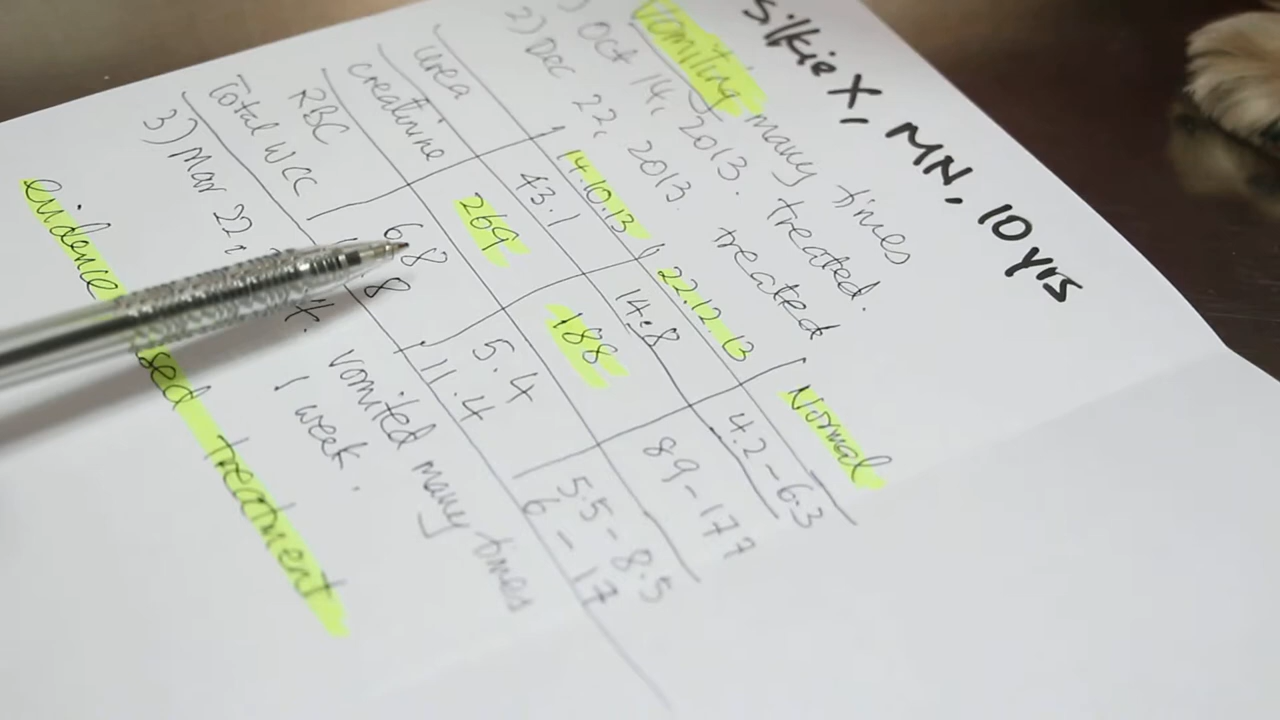 Silkie X, MN, 10 yrs
Vomiting many times
1) Oct 14, 2013. treated.
2) Dec 22, 2013. treated
14.10.13 22.12.13 Normal
urea 43.1 14.8 4.2-6.3
creatinine 269 188 89-177
RBC 6.8 5.4 5.5-8.5
Total WCC .8 11.4 6-17
3) Mar 22, vomited many times
1 week.
evidence sed treatment